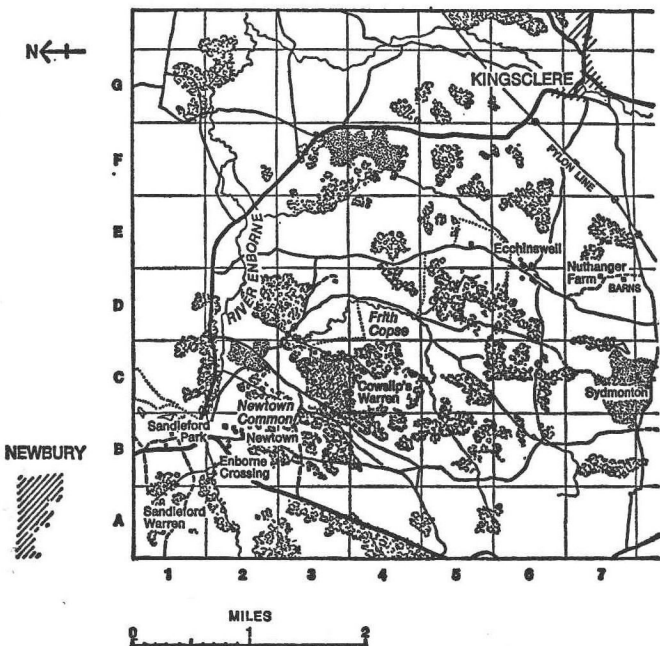 N
G
KINGSCLERE
F
PYLON LINE
RIVER ENBORNE
E
Ecchinswell
Nuthanger
Farm
BARNS
D
Frith
Copse
C
Cowslip's
Warren
Sydmonton
Newtown
Common
Sandleford
Park
Newtown
NEWBURY
B
Enborne
Crossing
Sandleford
Warren
A
1 2 3 4 5 6 7
MILES
0 1 2